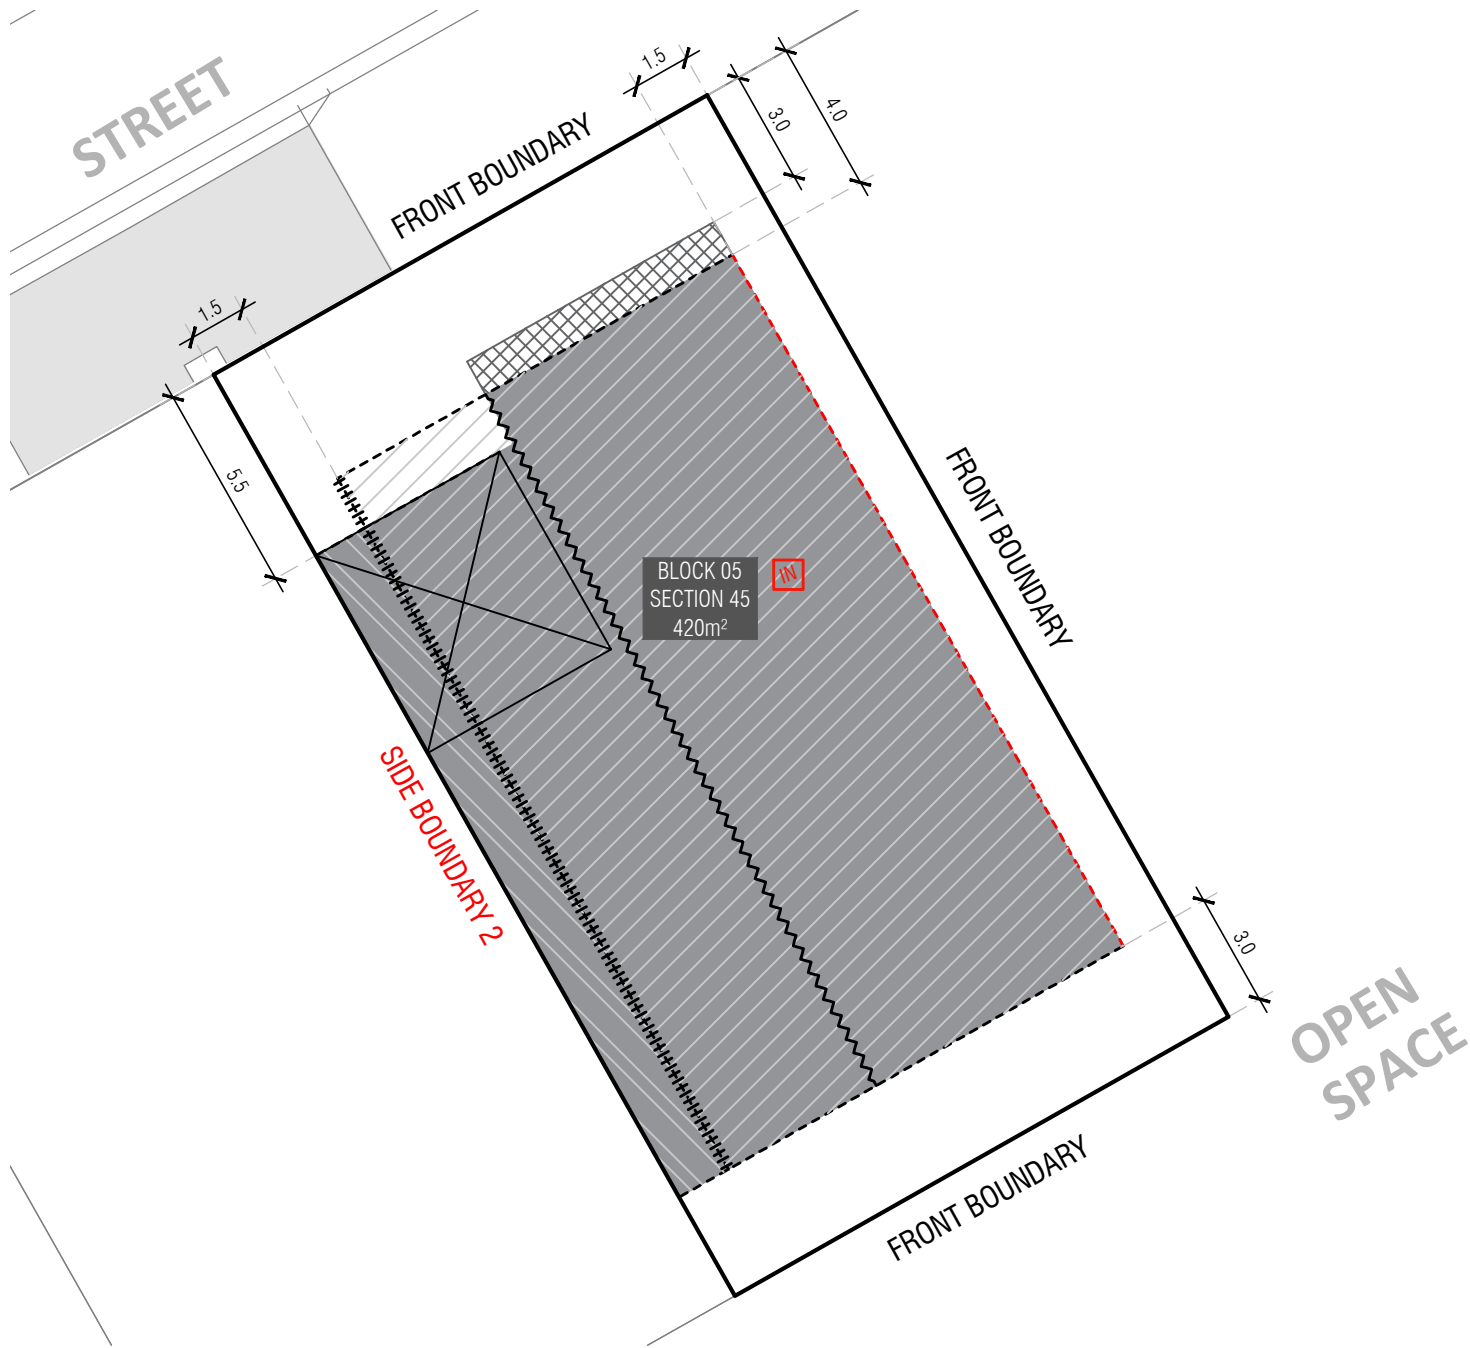 STREET
1.5
3.0
4.0
FRONT BOUNDARY
1.5
5.5
FRONT BOUNDARY
BLOCK 05
SECTION 45
420m²
IN
SIDE BOUNDARY 2
3.0
OPEN
SPACE
FRONT BOUNDARY